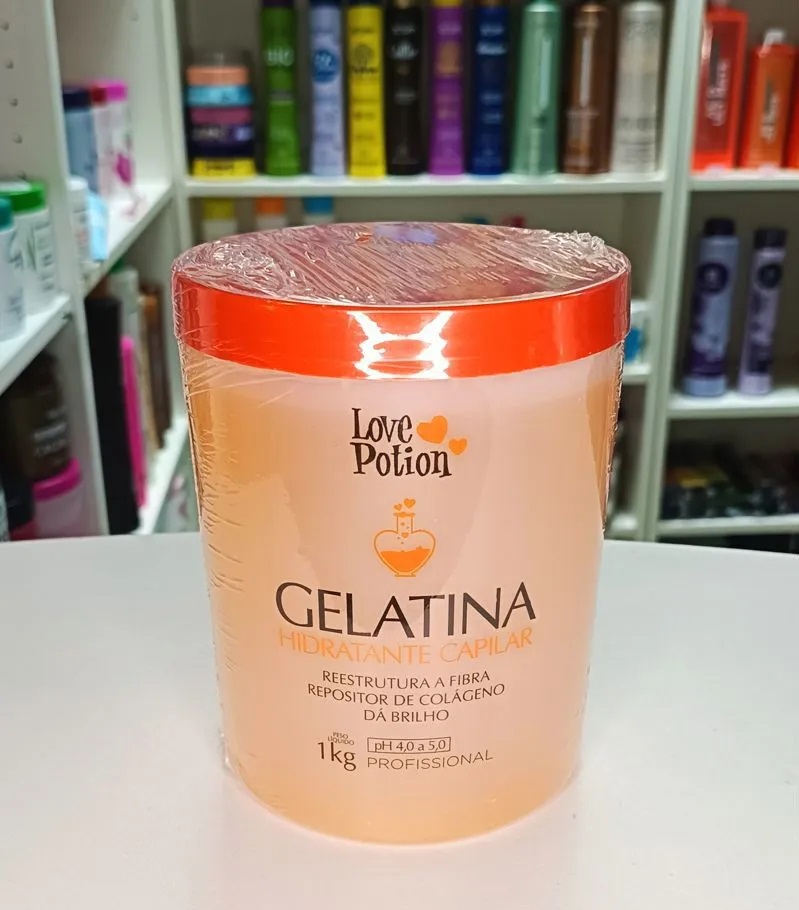 Love
Potion
GELATINA
HIDRATANTE CAPILAR
REESTRUTURA A FIBRA
REPOSITOR DE COLÁGENO
DÁ BRILHO
PESO
LÍQUIDO
1kg
pH 4,0 a 5,0
PROFISSIONAL